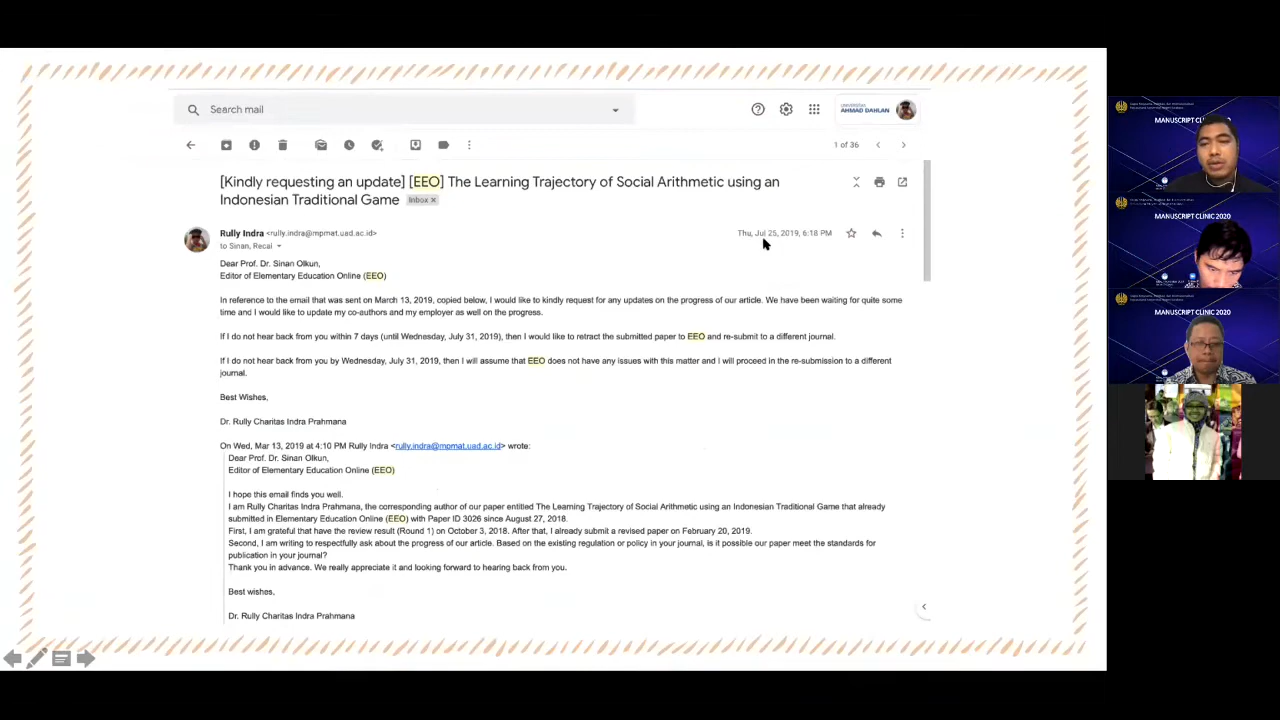 Search mail
UNIVERSITAS
AHMAD DAHLAN
1 of 36
[Kindly requesting an update] [EEO] The Learning Trajectory of Social Arithmetic using an
Indonesian Traditional Game Inbox x
Rully Indra <rully.indra@mpmat.uad.ac.id>
Thu, Jul 25, 2019, 6:18 PM
to Sinan, Recai
Dear Prof. Dr. Sinan Olkun,
Editor of Elementary Education Online (EEO)
In reference to the email that was sent on March 13, 2019, copied below, I would like to kindly request for any updates on the progress of our article. We have been waiting for quite some
time and I would like to update my co-authors and my employer as well on the progress.
If I do not hear back from you within 7 days (until Wednesday, July 31, 2019), then I would like to retract the submitted paper to EEO and re-submit to a different journal.
If I do not hear back from you by Wednesday, July 31, 2019, then I will assume that EEO does not have any issues with this matter and I will proceed in the re-submission to a different
journal.
Best Wishes,
Dr. Rully Charitas Indra Prahmana
On Wed, Mar 13, 2019 at 4:10 PM Rully Indra <rully.indra@mpmat.uad.ac.id> wrote:
Dear Prof. Dr. Sinan Olkun,
Editor of Elementary Education Online (EEO)
I hope this email finds you well.
I am Rully Charitas Indra Prahmana, the corresponding author of our paper entitled The Learning Trajectory of Social Arithmetic using an Indonesian Traditional Game that already
submitted in Elementary Education Online (EEO) with Paper ID 3026 since August 27, 2018.
First, I am grateful that have the review result (Round 1) on October 3, 2018. After that, I already submit a revised paper on February 20, 2019.
Second, I am writing to respectfully ask about the progress of our article. Based on the existing regulation or policy in your journal, is it possible our paper meet the standards for
publication in your journal?
Thank you in advance. We really appreciate it and looking forward to hearing back from you.
Best wishes,
Dr. Rully Charitas Indra Prahmana
MANUSCRIPT CLINIC 2020
MANUSCRIPT CLINIC 2020
MANUSCRIPT CLINIC 2020